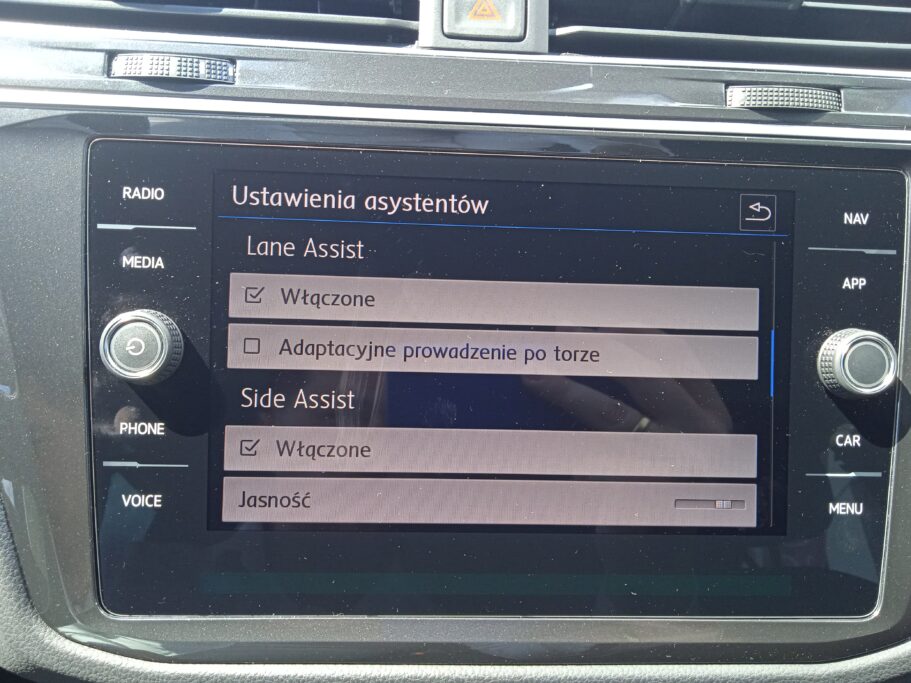 RADIO
MEDIA
PHONE
VOICE
Ustawienia asystentów
Lane Assist
Włączone
Adaptacyjne prowadzenie po torze
Side Assist
Włączone
Jasność
NAV
APP
CAR
MENU